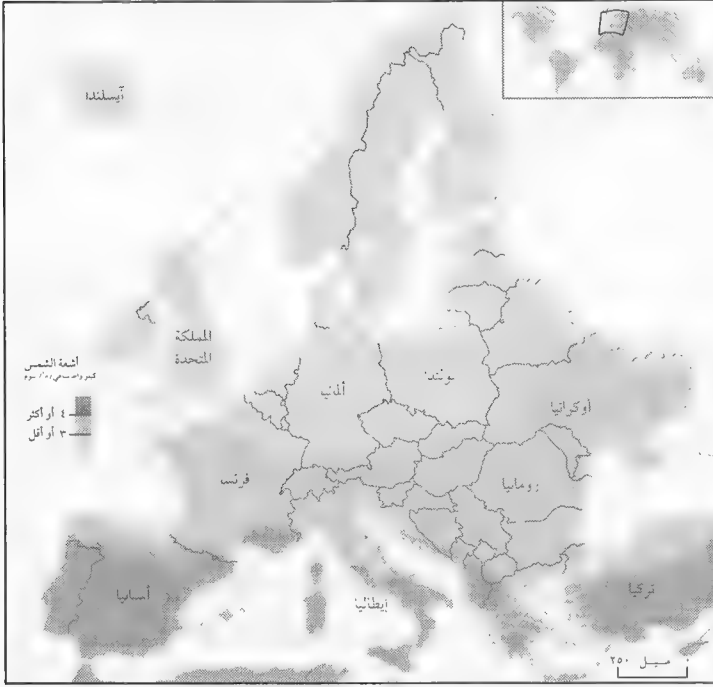 آيسلندا
المملكة
المتحدة
أشعة الشمس
٤ أو أكثر
٣ أو أقل
بولندا
ألمانيا
أوكرانيا
فرنسا
رومانيا
أسبانيا
إيطاليا
تركيا
٠ ميل ٢٥٠